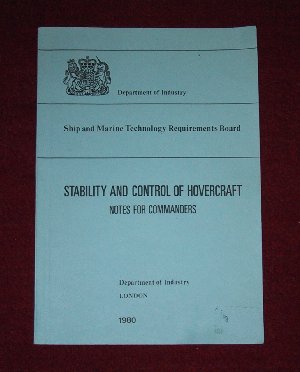 Department of Industry
Ship and Marine Technology Requirements Board
STABILITY AND CONTROL OF HOVERCRAFT
NOTES FOR COMMANDERS
Department of Industry
LONDON
1980